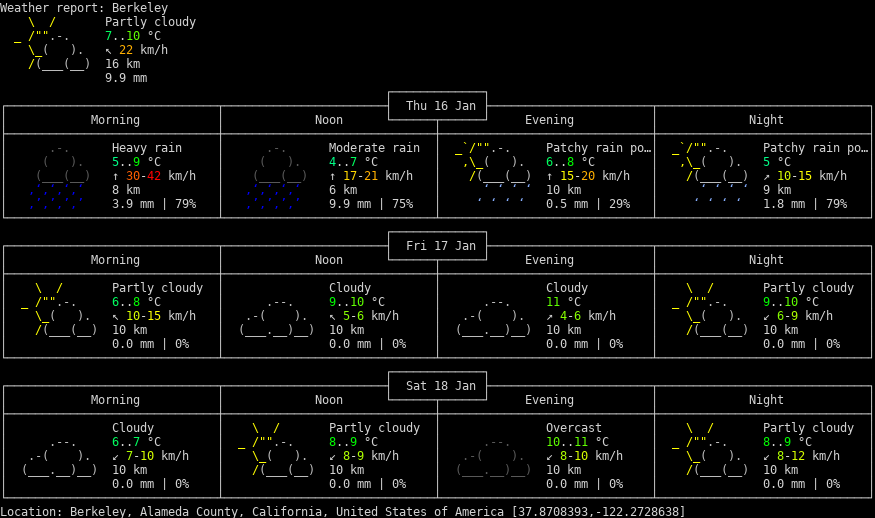 Weather report: Berkeley
Partly cloudy
7..10 °C
↖ 22 km/h
16 km
9.9 mm
Thu 16 Jan
Morning Noon Evening Night
Heavy rain Moderate rain Patchy rain po… Patchy rain po…
5..9 °C 4..7 °C 6..8 °C 5 °C
↑ 30-42 km/h ↑ 17-21 km/h ↑ 15-20 km/h ↗ 10-15 km/h
8 km 6 km 10 km 9 km
3.9 mm | 79% 9.9 mm | 75% 0.5 mm | 29% 1.8 mm | 79%
Fri 17 Jan
Morning Noon Evening Night
Partly cloudy Cloudy Cloudy Partly cloudy
6..8 °C 9..10 °C 11 °C 9..10 °C
↖ 10-15 km/h ↖ 5-6 km/h ↗ 4-6 km/h ↙ 6-9 km/h
10 km 10 km 10 km 10 km
0.0 mm | 0% 0.0 mm | 0% 0.0 mm | 0% 0.0 mm | 0%
Sat 18 Jan
Morning Noon Evening Night
Cloudy Partly cloudy Overcast Partly cloudy
6..7 °C 8..9 °C 10..11 °C 8..9 °C
↙ 7-10 km/h ↙ 8-9 km/h ↙ 8-10 km/h ↙ 8-12 km/h
10 km 10 km 10 km 10 km
0.0 mm | 0% 0.0 mm | 0% 0.0 mm | 0% 0.0 mm | 0%
Location: Berkeley, Alameda County, California, United States of America [37.8708393,-122.2728638]